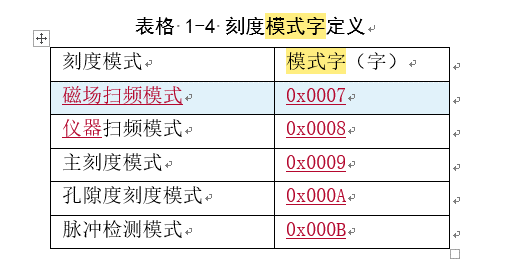 表格 1-4 刻度模式字定义
刻度模式 模式字（字）
磁场扫频模式 0x0007
仪器扫频模式 0x0008
主刻度模式 0x0009
孔隙度刻度模式 0x000A
脉冲检测模式 0x000B